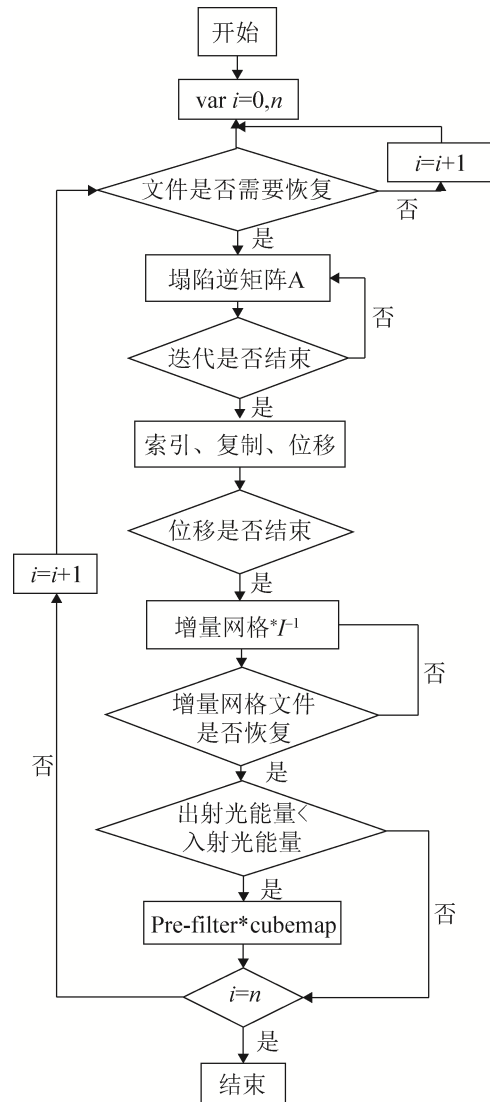 开始
var i=0,n
i=i+1
文件是否需要恢复
否
是
塌陷逆矩阵A
否
迭代是否结束
是
索引、复制、位移
位移是否结束
i=i+1
是
增量网格*I⁻¹
否
增量网格文件
是否恢复
否
是
出射光能量<
入射光能量
是
否
Pre-filter*cubemap
i=n
是
结束